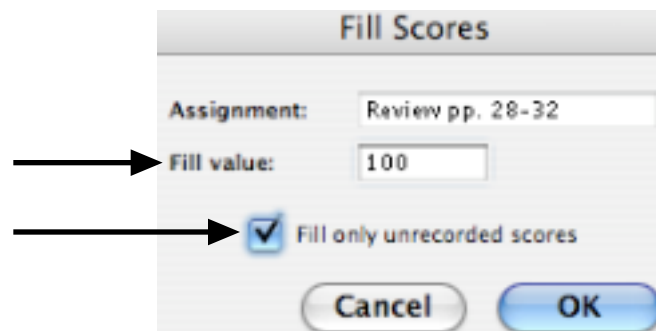 Fill Scores
Assignment: Review pp. 28-32
Fill value: 100
Fill only unrecorded scores
Cancel OK